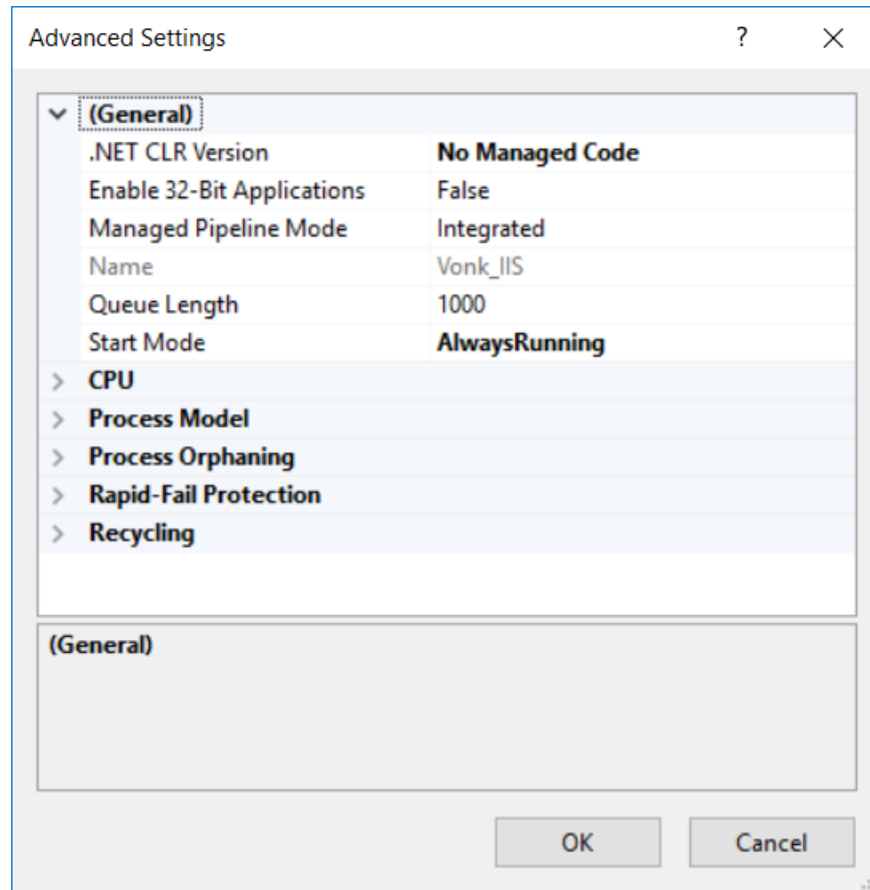 Advanced Settings ?
(General)
.NET CLR Version No Managed Code
Enable 32-Bit Applications False
Managed Pipeline Mode Integrated
Name Vonk_IIS
Queue Length 1000
Start Mode AlwaysRunning
CPU
Process Model
Process Orphaning
Rapid-Fail Protection
Recycling
(General)
OK Cancel